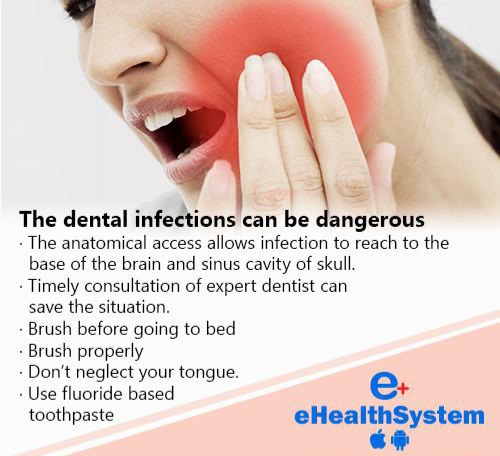 The dental infections can be dangerous
· The anatomical access allows infection to reach to the
base of the brain and sinus cavity of skull.
· Timely consultation of expert dentist can
save the situation.
· Brush before going to bed
· Brush properly
· Don’t neglect your tongue.
· Use fluoride based
toothpaste
e+
eHealthSystem